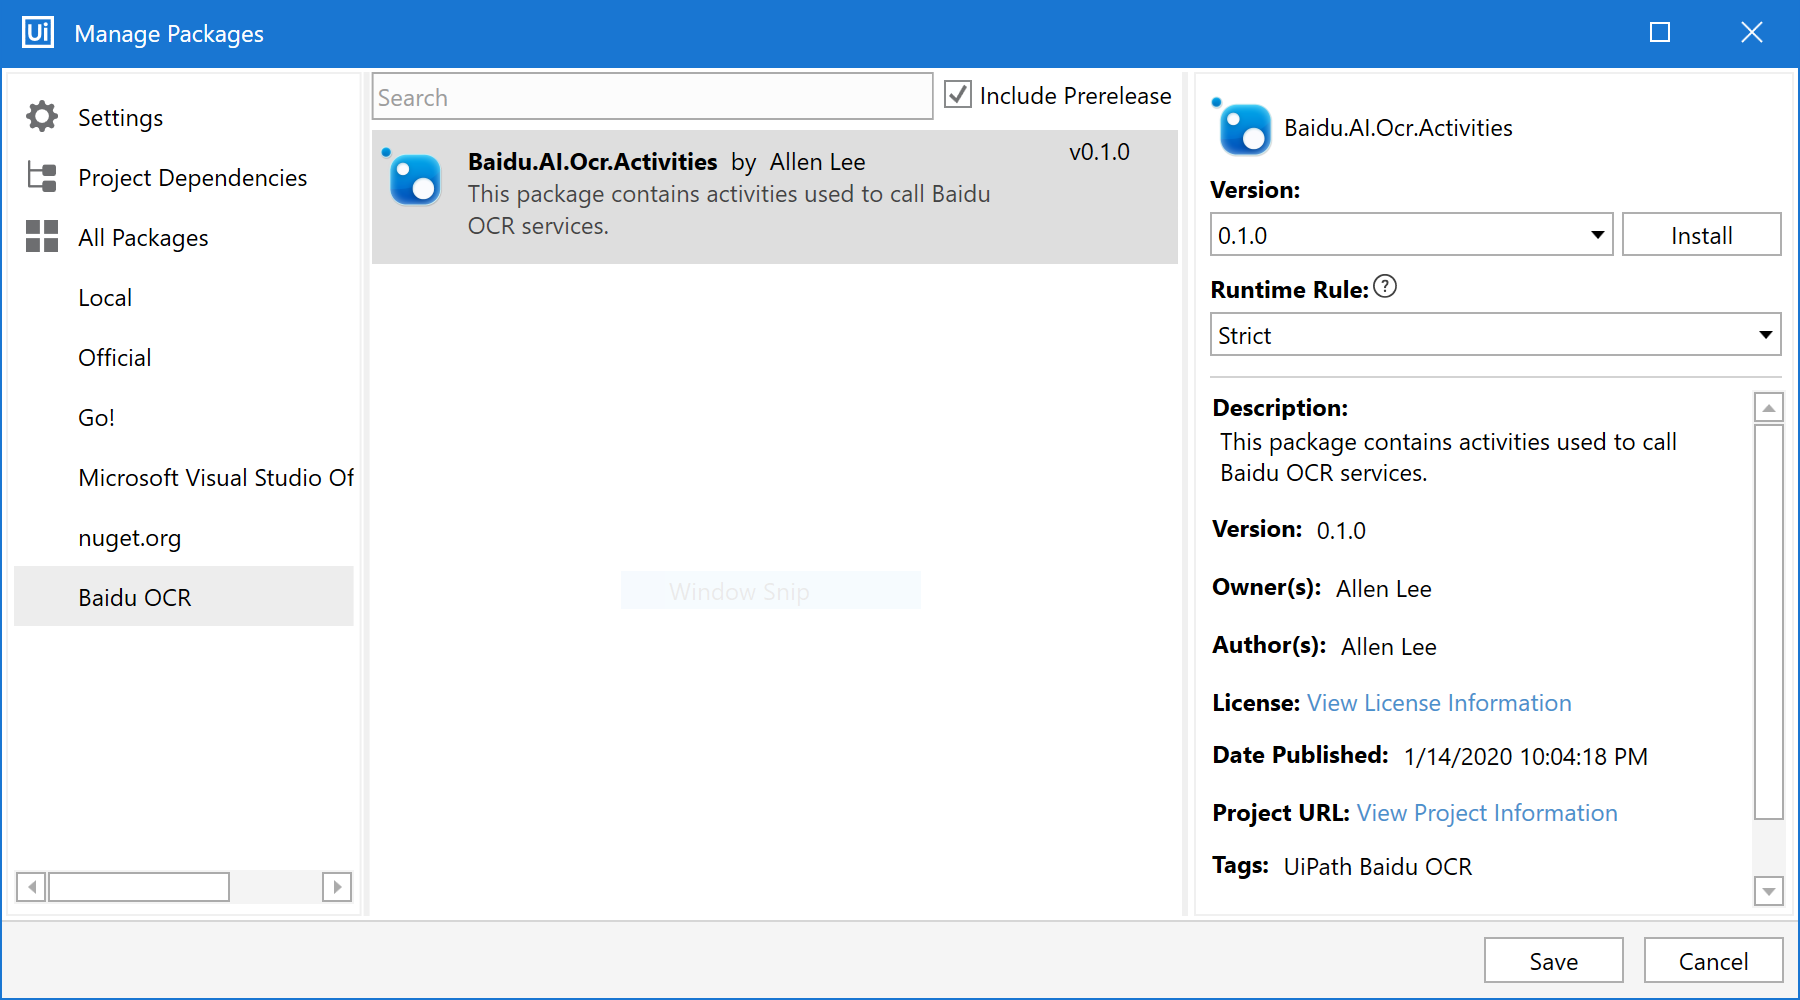 Ui Manage Packages
Settings
Project Dependencies
All Packages
Local
Official
Go!
Microsoft Visual Studio Of
nuget.org
Baidu OCR
Search
Include Prerelease
Baidu.AI.Ocr.Activities by Allen Lee
v0.1.0
This package contains activities used to call Baidu
OCR services.
Window Snip
Baidu.AI.Ocr.Activities
Version:
0.1.0
Install
Runtime Rule: ?
Strict
Description:
This package contains activities used to call
Baidu OCR services.
Version: 0.1.0
Owner(s): Allen Lee
Author(s): Allen Lee
License: View License Information
Date Published: 1/14/2020 10:04:18 PM
Project URL: View Project Information
Tags: UiPath Baidu OCR
Save
Cancel